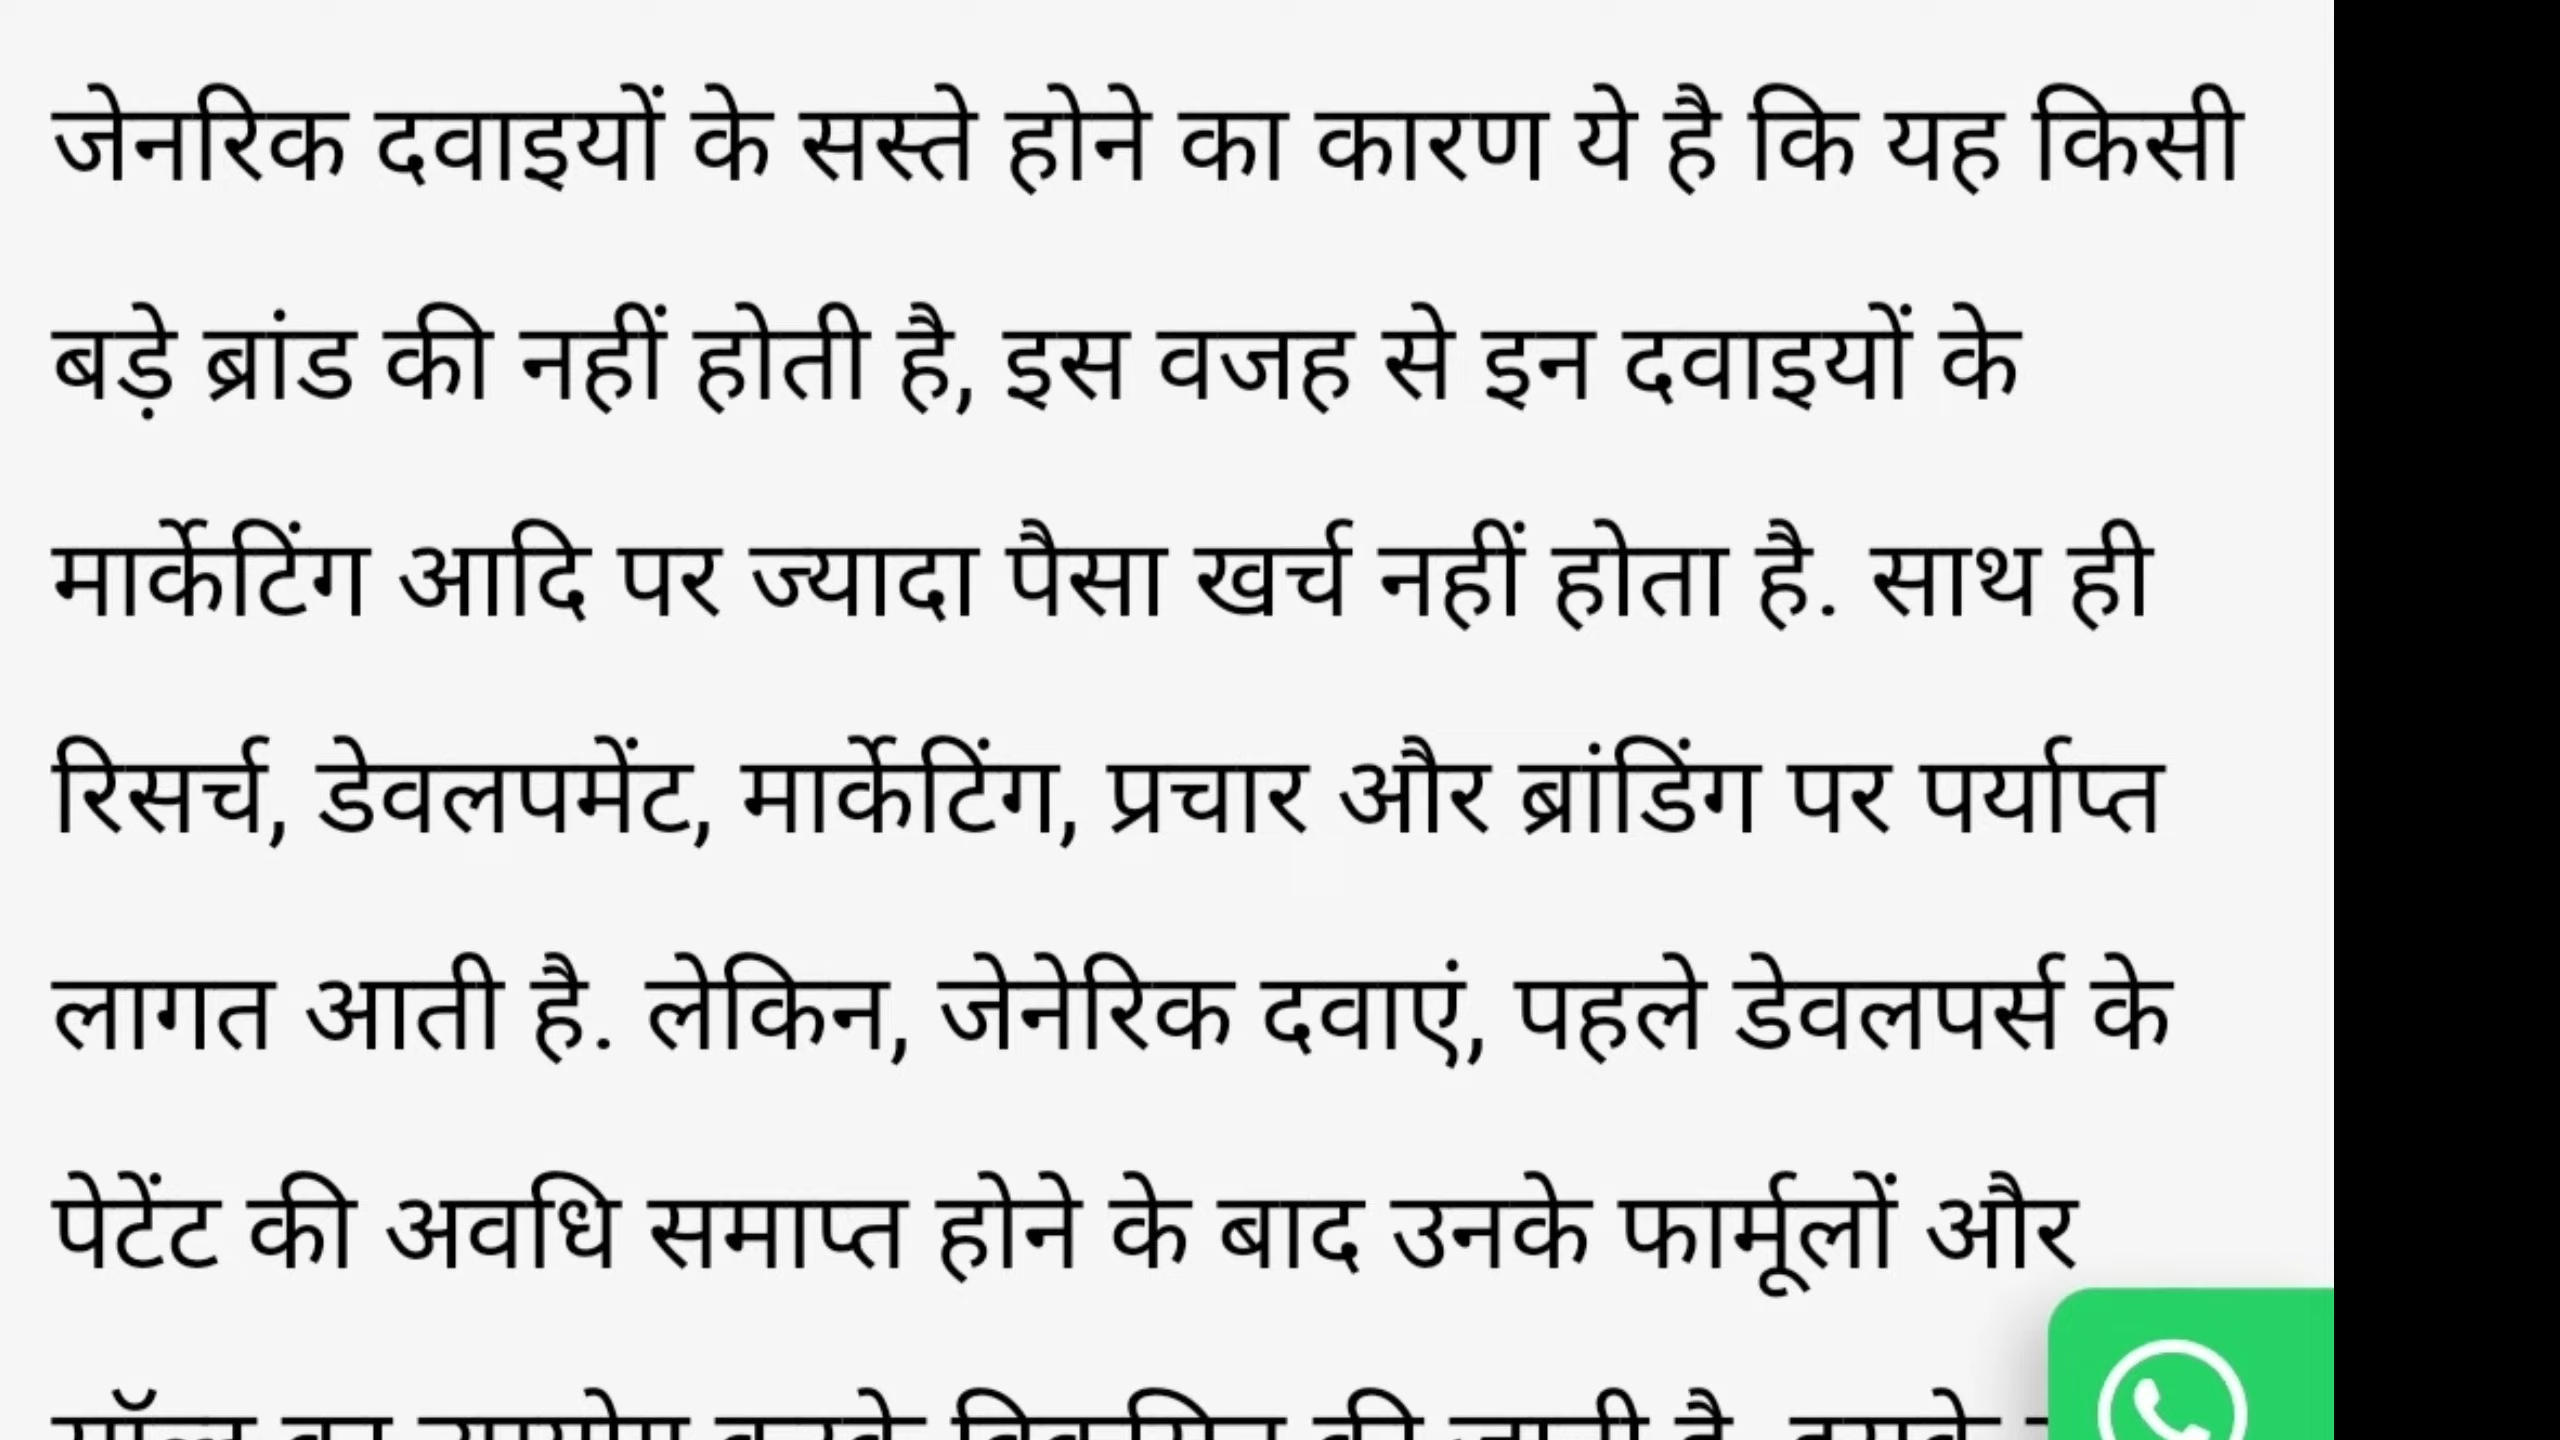 जेनरिक दवाइयों के सस्ते होने का कारण ये है कि यह किसी
बड़े ब्रांड की नहीं होती है, इस वजह से इन दवाइयों के
मार्केटिंग आदि पर ज्यादा पैसा खर्च नहीं होता है. साथ ही
रिसर्च, डेवलपमेंट, मार्केटिंग, प्रचार और ब्रांडिंग पर पर्याप्त
लागत आती है. लेकिन, जेनेरिक दवाएं, पहले डेवलपर्स के
पेटेंट की अवधि समाप्त होने के बाद उनके फार्मूलों और